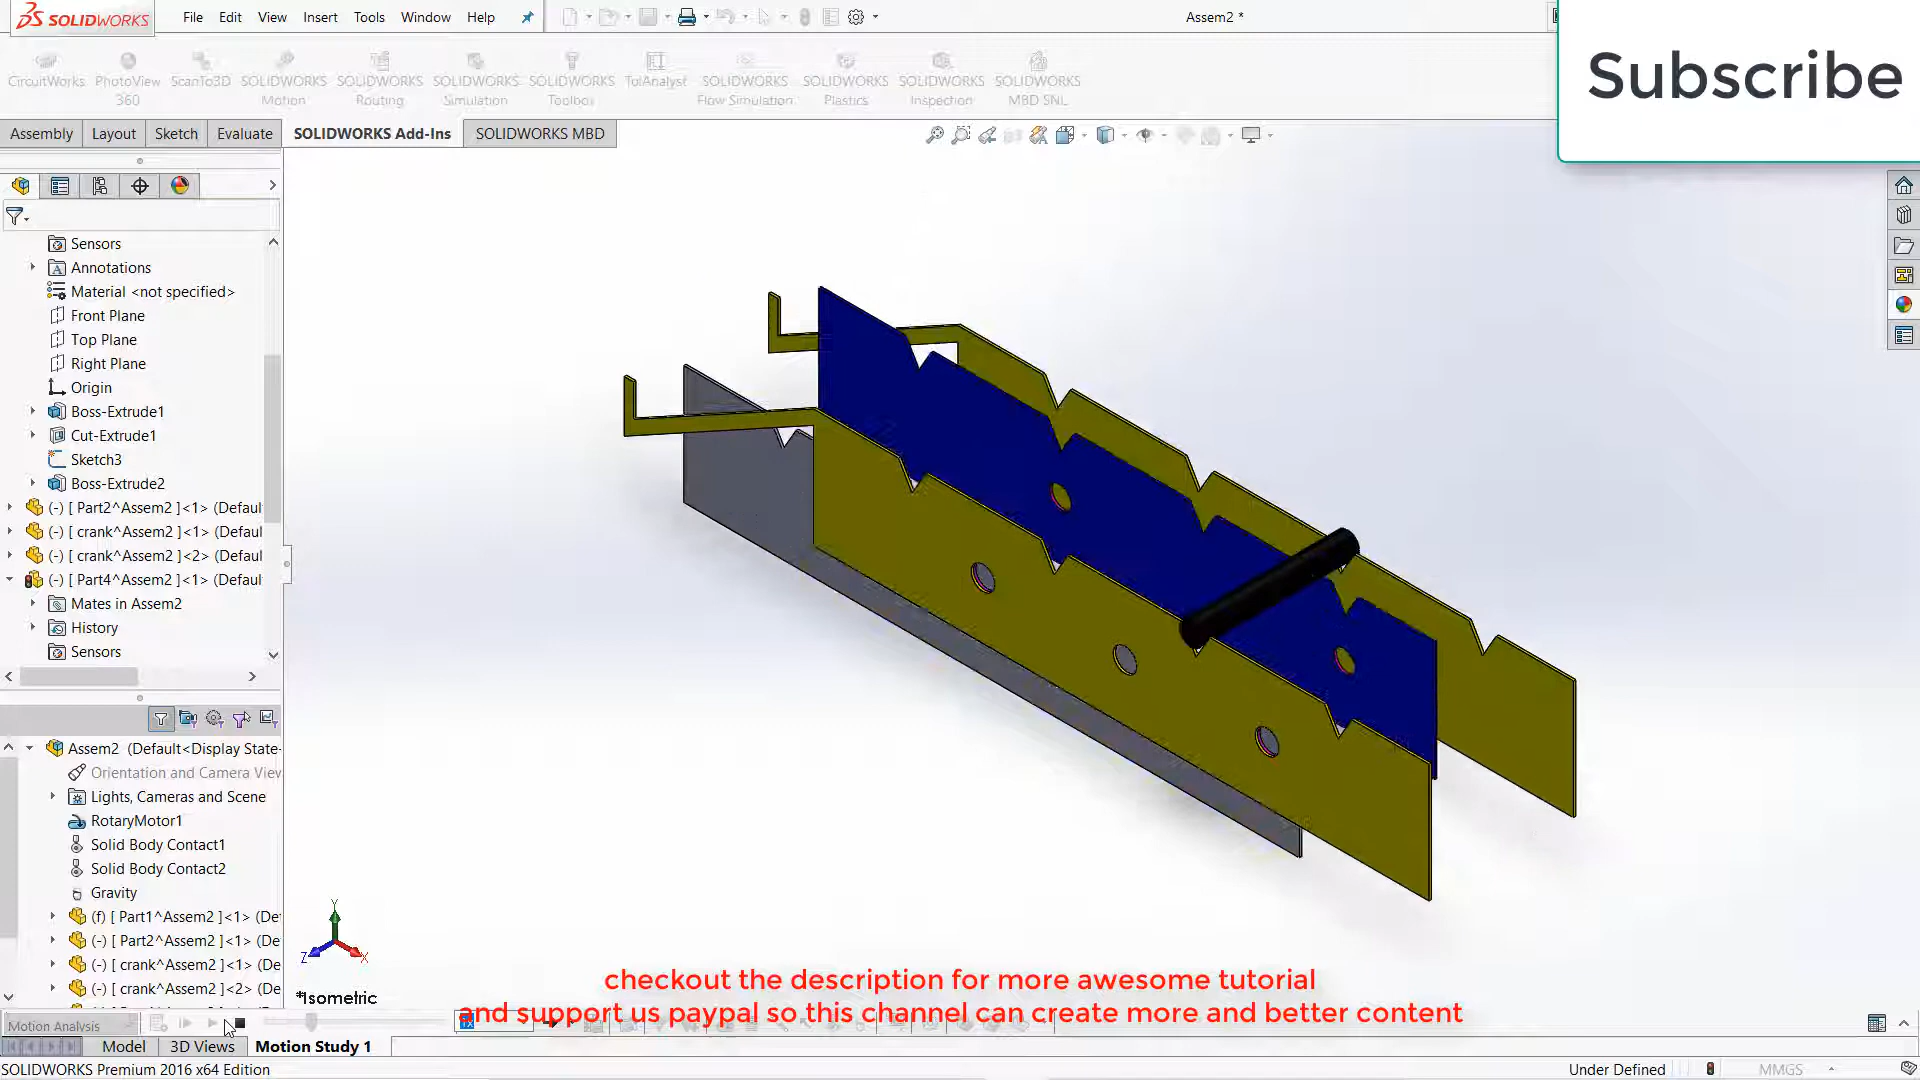 SOLIDWORKS
File Edit View Insert Tools Window Help
Assem2 *
Subscribe
CircuitWorks
PhotoView 360
ScanTo3D
SOLIDWORKS Motion
SOLIDWORKS Routing
SOLIDWORKS Simulation
SOLIDWORKS Toolbox
TolAnalyst
SOLIDWORKS Flow Simulation
SOLIDWORKS Plastics
SOLIDWORKS Inspection
SOLIDWORKS MBD SNL
Assembly Layout Sketch Evaluate SOLIDWORKS Add-Ins SOLIDWORKS MBD
Sensors
Annotations
Material <not specified>
Front Plane
Top Plane
Right Plane
Origin
Boss-Extrude1
Cut-Extrude1
Sketch3
Boss-Extrude2
(-) [ Part2^Assem2 ]<1> (Defaul
(-) [ crank^Assem2 ]<1> (Defaul
(-) [ crank^Assem2 ]<2> (Defaul
(-) [ Part4^Assem2 ]<1> (Defaul
Mates in Assem2
History
Sensors
Assem2 (Default<Display State-
Orientation and Camera View
Lights, Cameras and Scene
RotaryMotor1
Solid Body Contact1
Solid Body Contact2
Gravity
(f) [ Part1^Assem2 ]<1> (De
(-) [ Part2^Assem2 ]<1> (De
(-) [ crank^Assem2 ]<1> (De
(-) [ crank^Assem2 ]<2> (De
Y
Z X
*Isometric
checkout the description for more awesome tutorial
and support us paypal so this channel can create more and better content
Motion Analysis
1x
Model 3D Views Motion Study 1
SOLIDWORKS Premium 2016 x64 Edition
Under Defined
MMGS